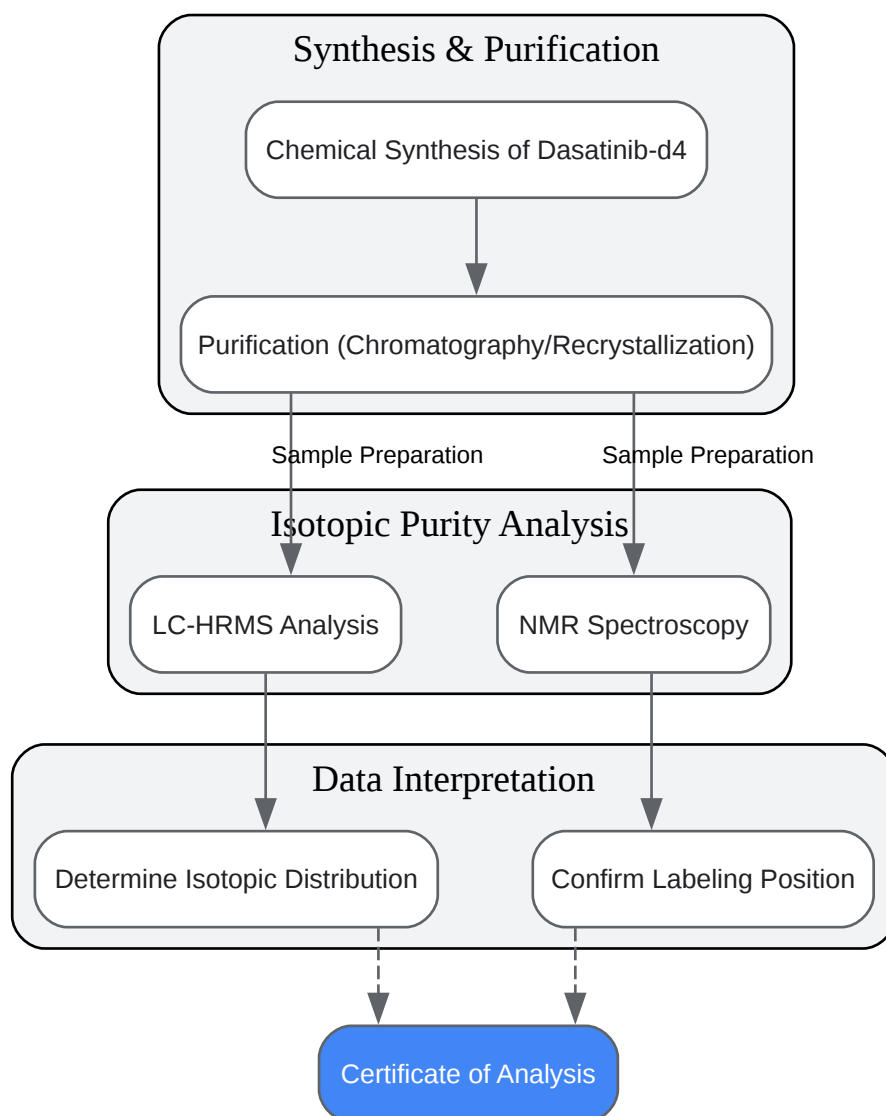 Synthesis & Purification
Chemical Synthesis of Dasatinib-d4
Purification (Chromatography/Recrystallization)
Sample Preparation
Sample Preparation
Isotopic Purity Analysis
LC-HRMS Analysis
NMR Spectroscopy
Data Interpretation
Determine Isotopic Distribution
Confirm Labeling Position
Certificate of Analysis